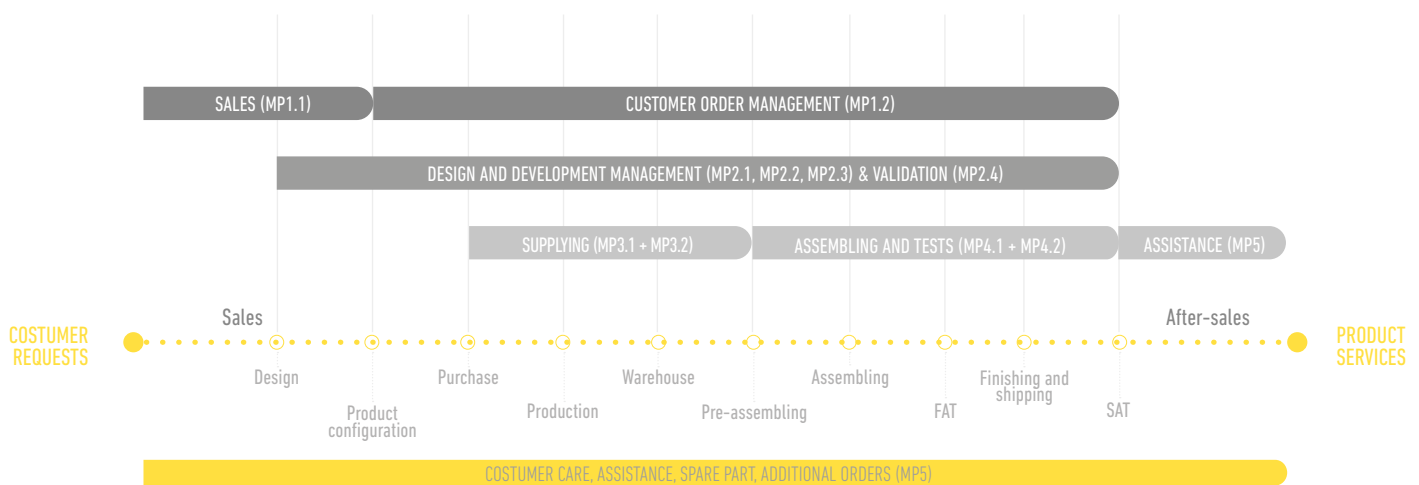 SALES (MP1.1)
CUSTOMER ORDER MANAGEMENT (MP1.2)
DESIGN AND DEVELOPMENT MANAGEMENT (MP2.1, MP2.2, MP2.3) & VALIDATION (MP2.4)
SUPPLYING (MP3.1 + MP3.2)
ASSEMBLING AND TESTS (MP4.1 + MP4.2)
ASSISTANCE (MP5)
Sales
After-sales
COSTUMER
REQUESTS
PRODUCT
SERVICES
Design
Product
configuration
Purchase
Production
Warehouse
Pre-assembling
Assembling
FAT
Finishing and
shipping
SAT
COSTUMER CARE, ASSISTANCE, SPARE PART, ADDITIONAL ORDERS (MP5)